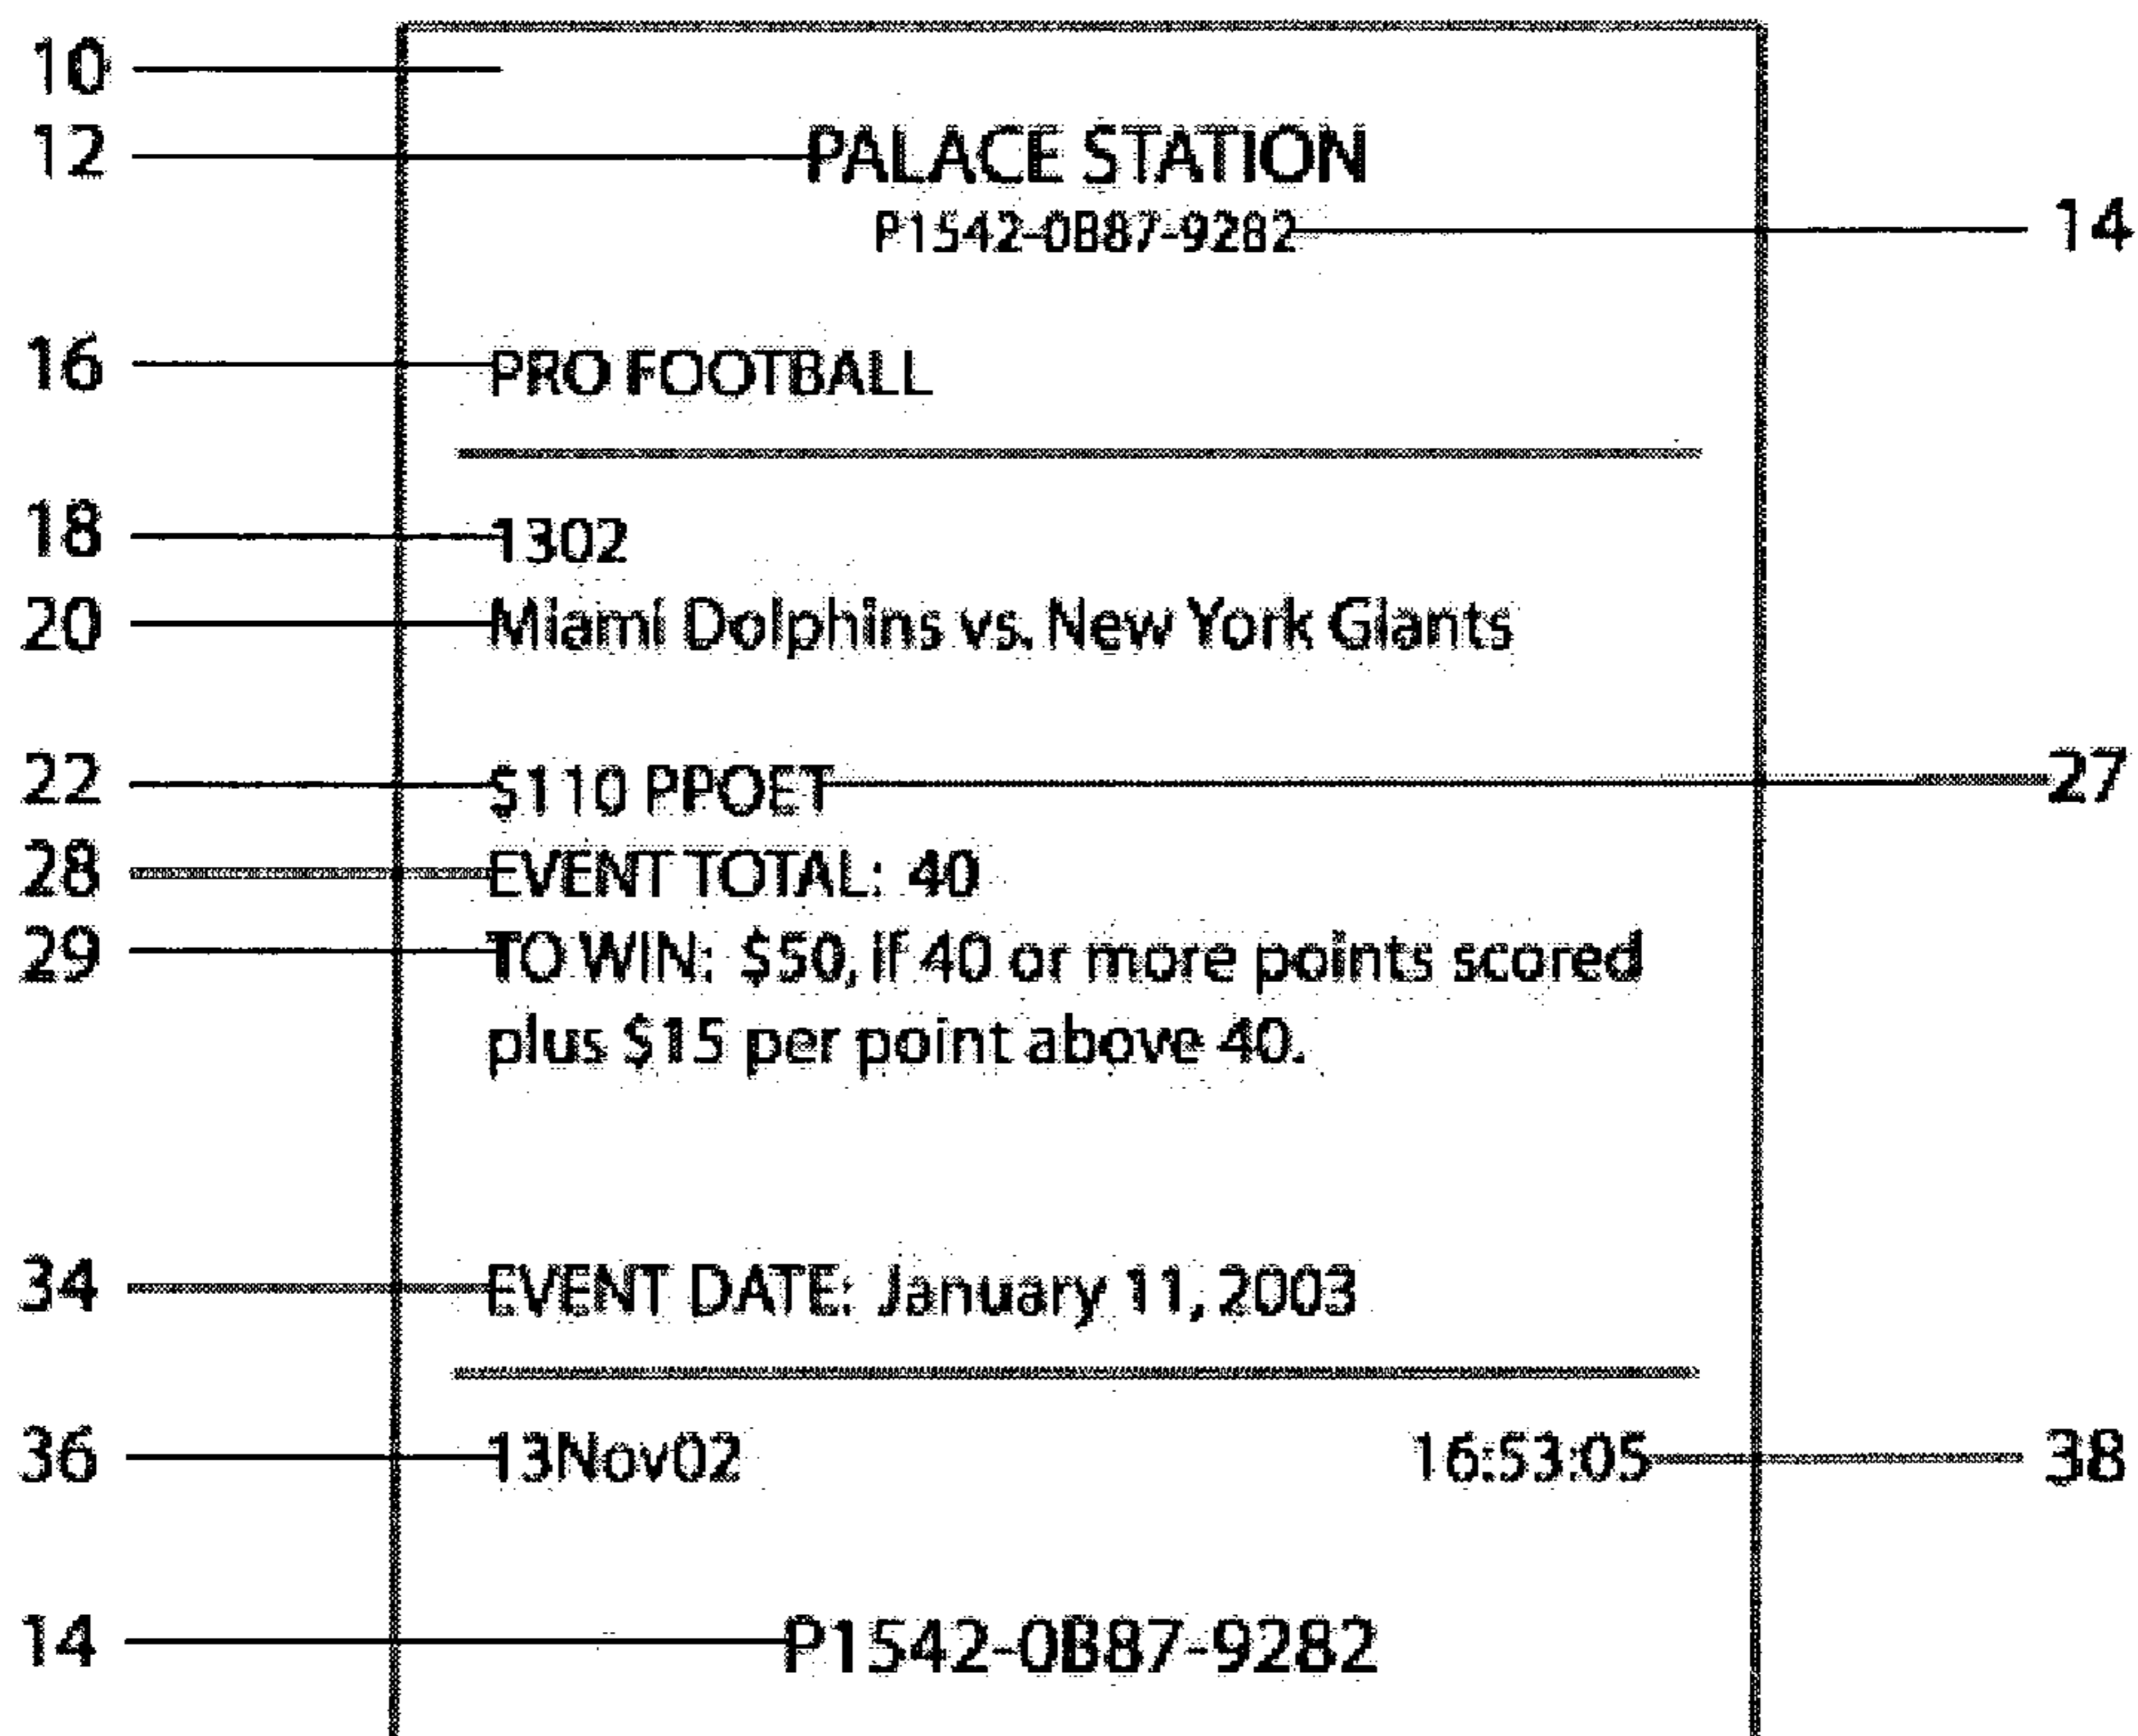 10
12 PALACE STATION
P1542-0B87-9282 14
16 PRO FOOTBALL
18 1302
20 Miami Dolphins vs. New York Giants
22 $110 PPOET 27
28 EVENT TOTAL: 40
29 TO WIN: $50, if 40 or more points scored
plus $15 per point above 40.
34 EVENT DATE: January 11, 2003
36 13Nov02 16:53:05 38
14 P1542-0B87-9282